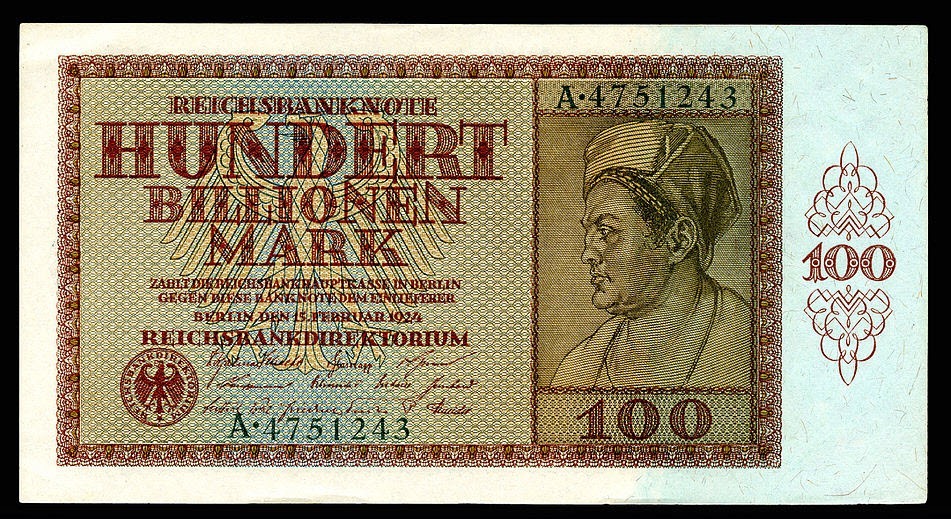 REICHSBANKNOTE
HUNDERT
BILLIONEN
MARK
ZAHLT DIE REICHSBANKHAUPTKASSE IN BERLIN
GEGEN DIESE BANKNOTE DEM EINLIEFERER
BERLIN, DEN 15. FEBRUAR 1924
REICHSBANKDIREKTORIUM
REICHSBANKDIREKTORIUM
A·4751243
A·4751243
100
100